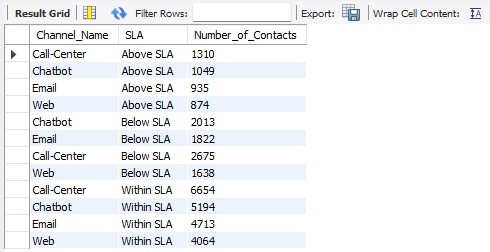 Result Grid Filter Rows: Export: Wrap Cell Content:
Channel_Name SLA Number_of_Contacts
Call-Center Above SLA 1310
Chatbot Above SLA 1049
Email Above SLA 935
Web Above SLA 874
Chatbot Below SLA 2013
Email Below SLA 1822
Call-Center Below SLA 2675
Web Below SLA 1638
Call-Center Within SLA 6654
Chatbot Within SLA 5194
Email Within SLA 4713
Web Within SLA 4064